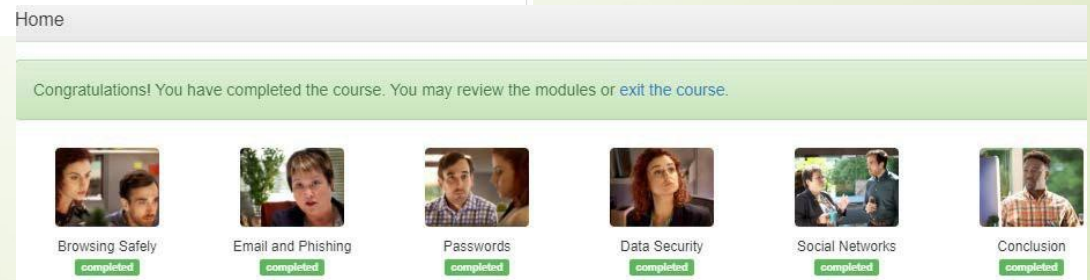 Home
Congratulations! You have completed the course. You may review the modules or exit the course.
Browsing Safely
completed
Email and Phishing
completed
Passwords
completed
Data Security
completed
Social Networks
completed
Conclusion
completed